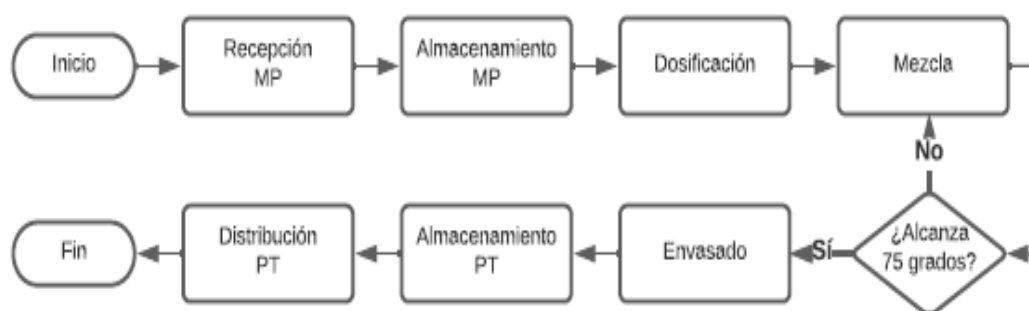 Inicio
Recepción
MP
Almacenamiento
MP
Dosificación
Mezcla
No
¿Alcanza
75 grados?
Sí
Envasado
Almacenamiento
PT
Distribución
PT
Fin